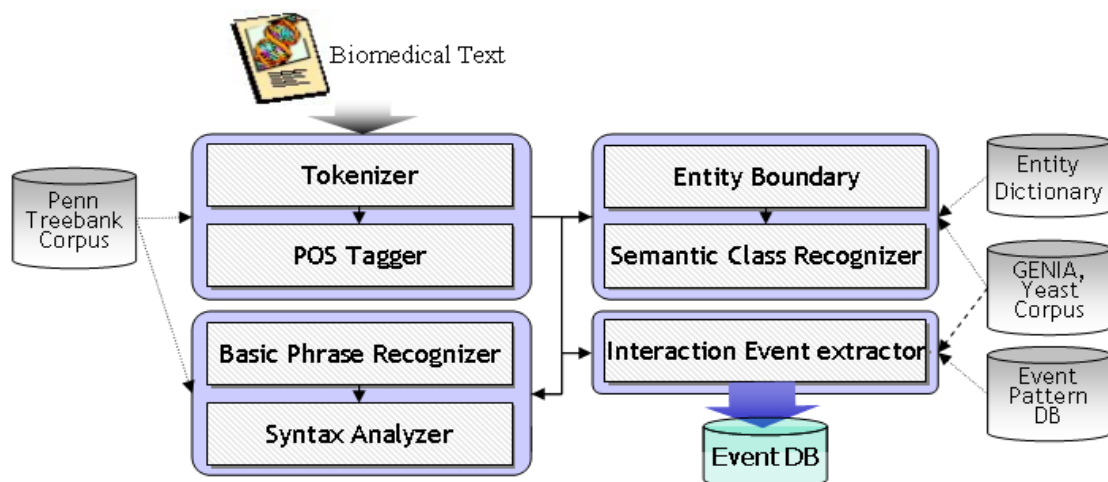 Biomedical Text
Tokenizer
POS Tagger
Penn
Treebank
Corpus
Basic Phrase Recognizer
Syntax Analyzer
Entity Boundary
Semantic Class Recognizer
Interaction Event extractor
Event DB
Entity
Dictionary
GENIA,
Yeast
Corpus
Event
Pattern
DB